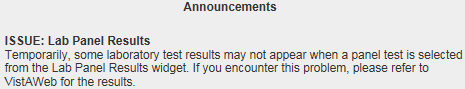 Announcements
ISSUE: Lab Panel Results
Temporarily, some laboratory test results may not appear when a panel test is selected
from the Lab Panel Results widget. If you encounter this problem, please refer to
VistAWeb for the results.